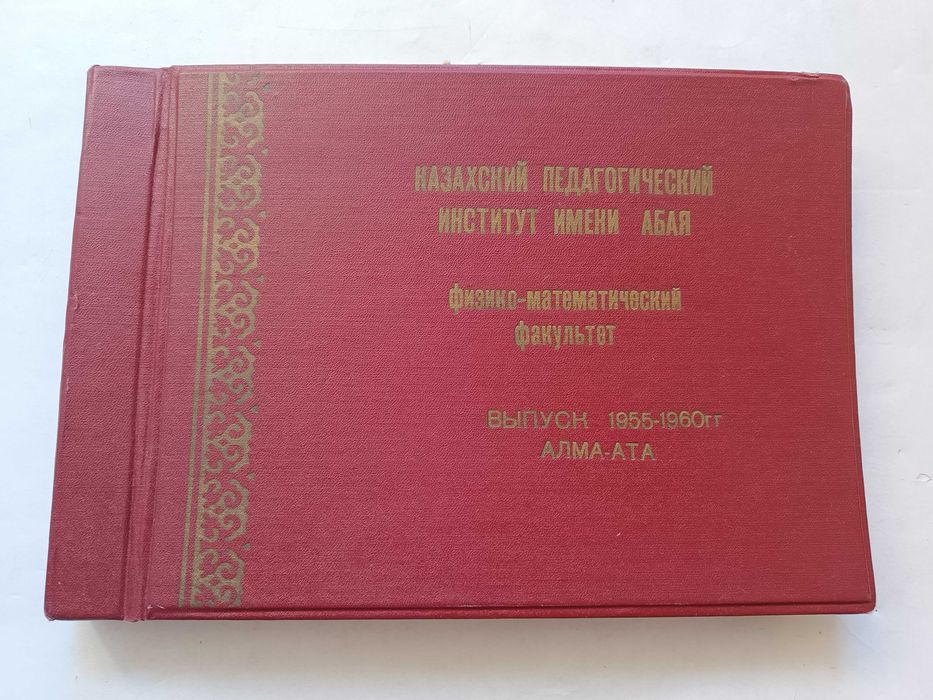 КАЗАХСКИЙ ПЕДАГОГИЧЕСКИЙ
ИНСТИТУТ ИМЕНИ АБАЯ
физико-математический
факультет
ВЫПУСК 1955-1960гг
АЛМА-АТА